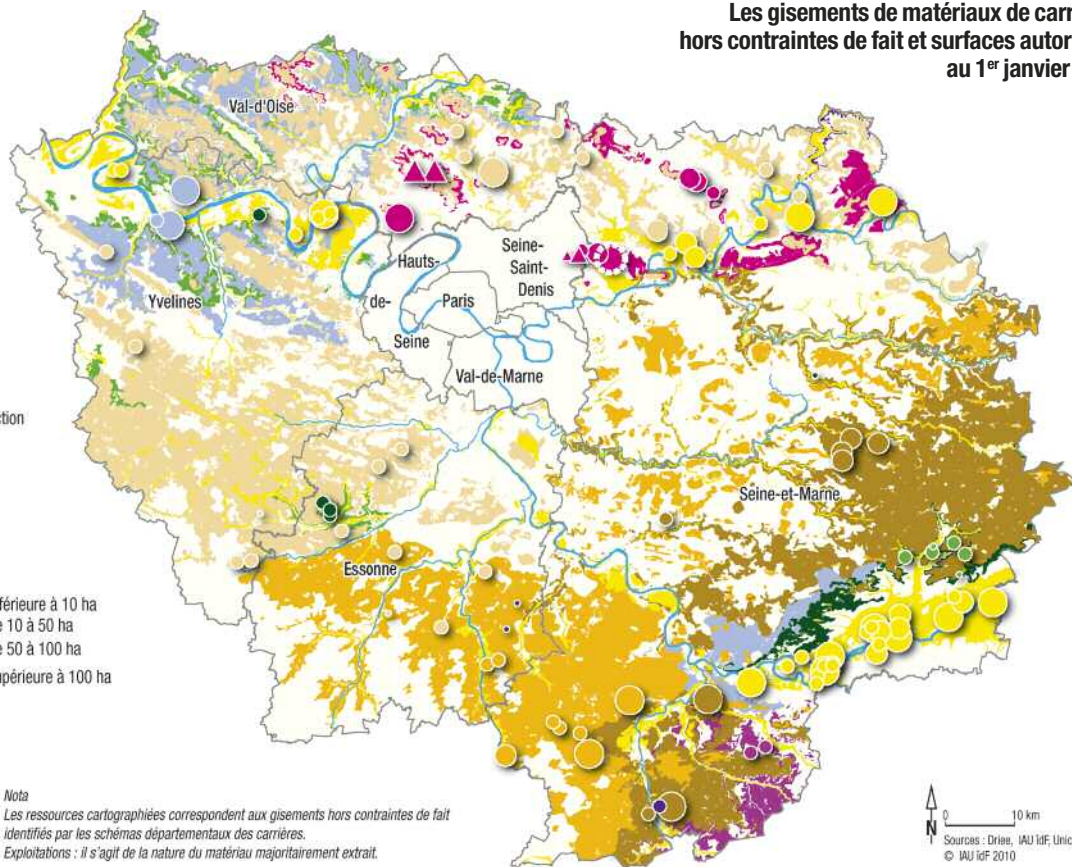 Les gisements de matériaux de carr
hors contraintes de fait et surfaces autor
au 1er janvier
Val-d'Oise
Yvelines
Hauts-
de-
Seine
Paris
Seine-
Saint-
Denis
Val-de-Marne
ction
Seine-et-Marne
Essonne
férieure à 10 ha
e 10 à 50 ha
e 50 à 100 ha
upérieure à 100 ha
Nota
Les ressources cartographiées correspondent aux gisements hors contraintes de fait
identifiés par les schémas départementaux des carrières.
Exploitations : il s'agit de la nature du matériau majoritairement extrait.
N
0 10 km
Sources : Driee, IAU îdF, Unic
© IAU îdF 2010